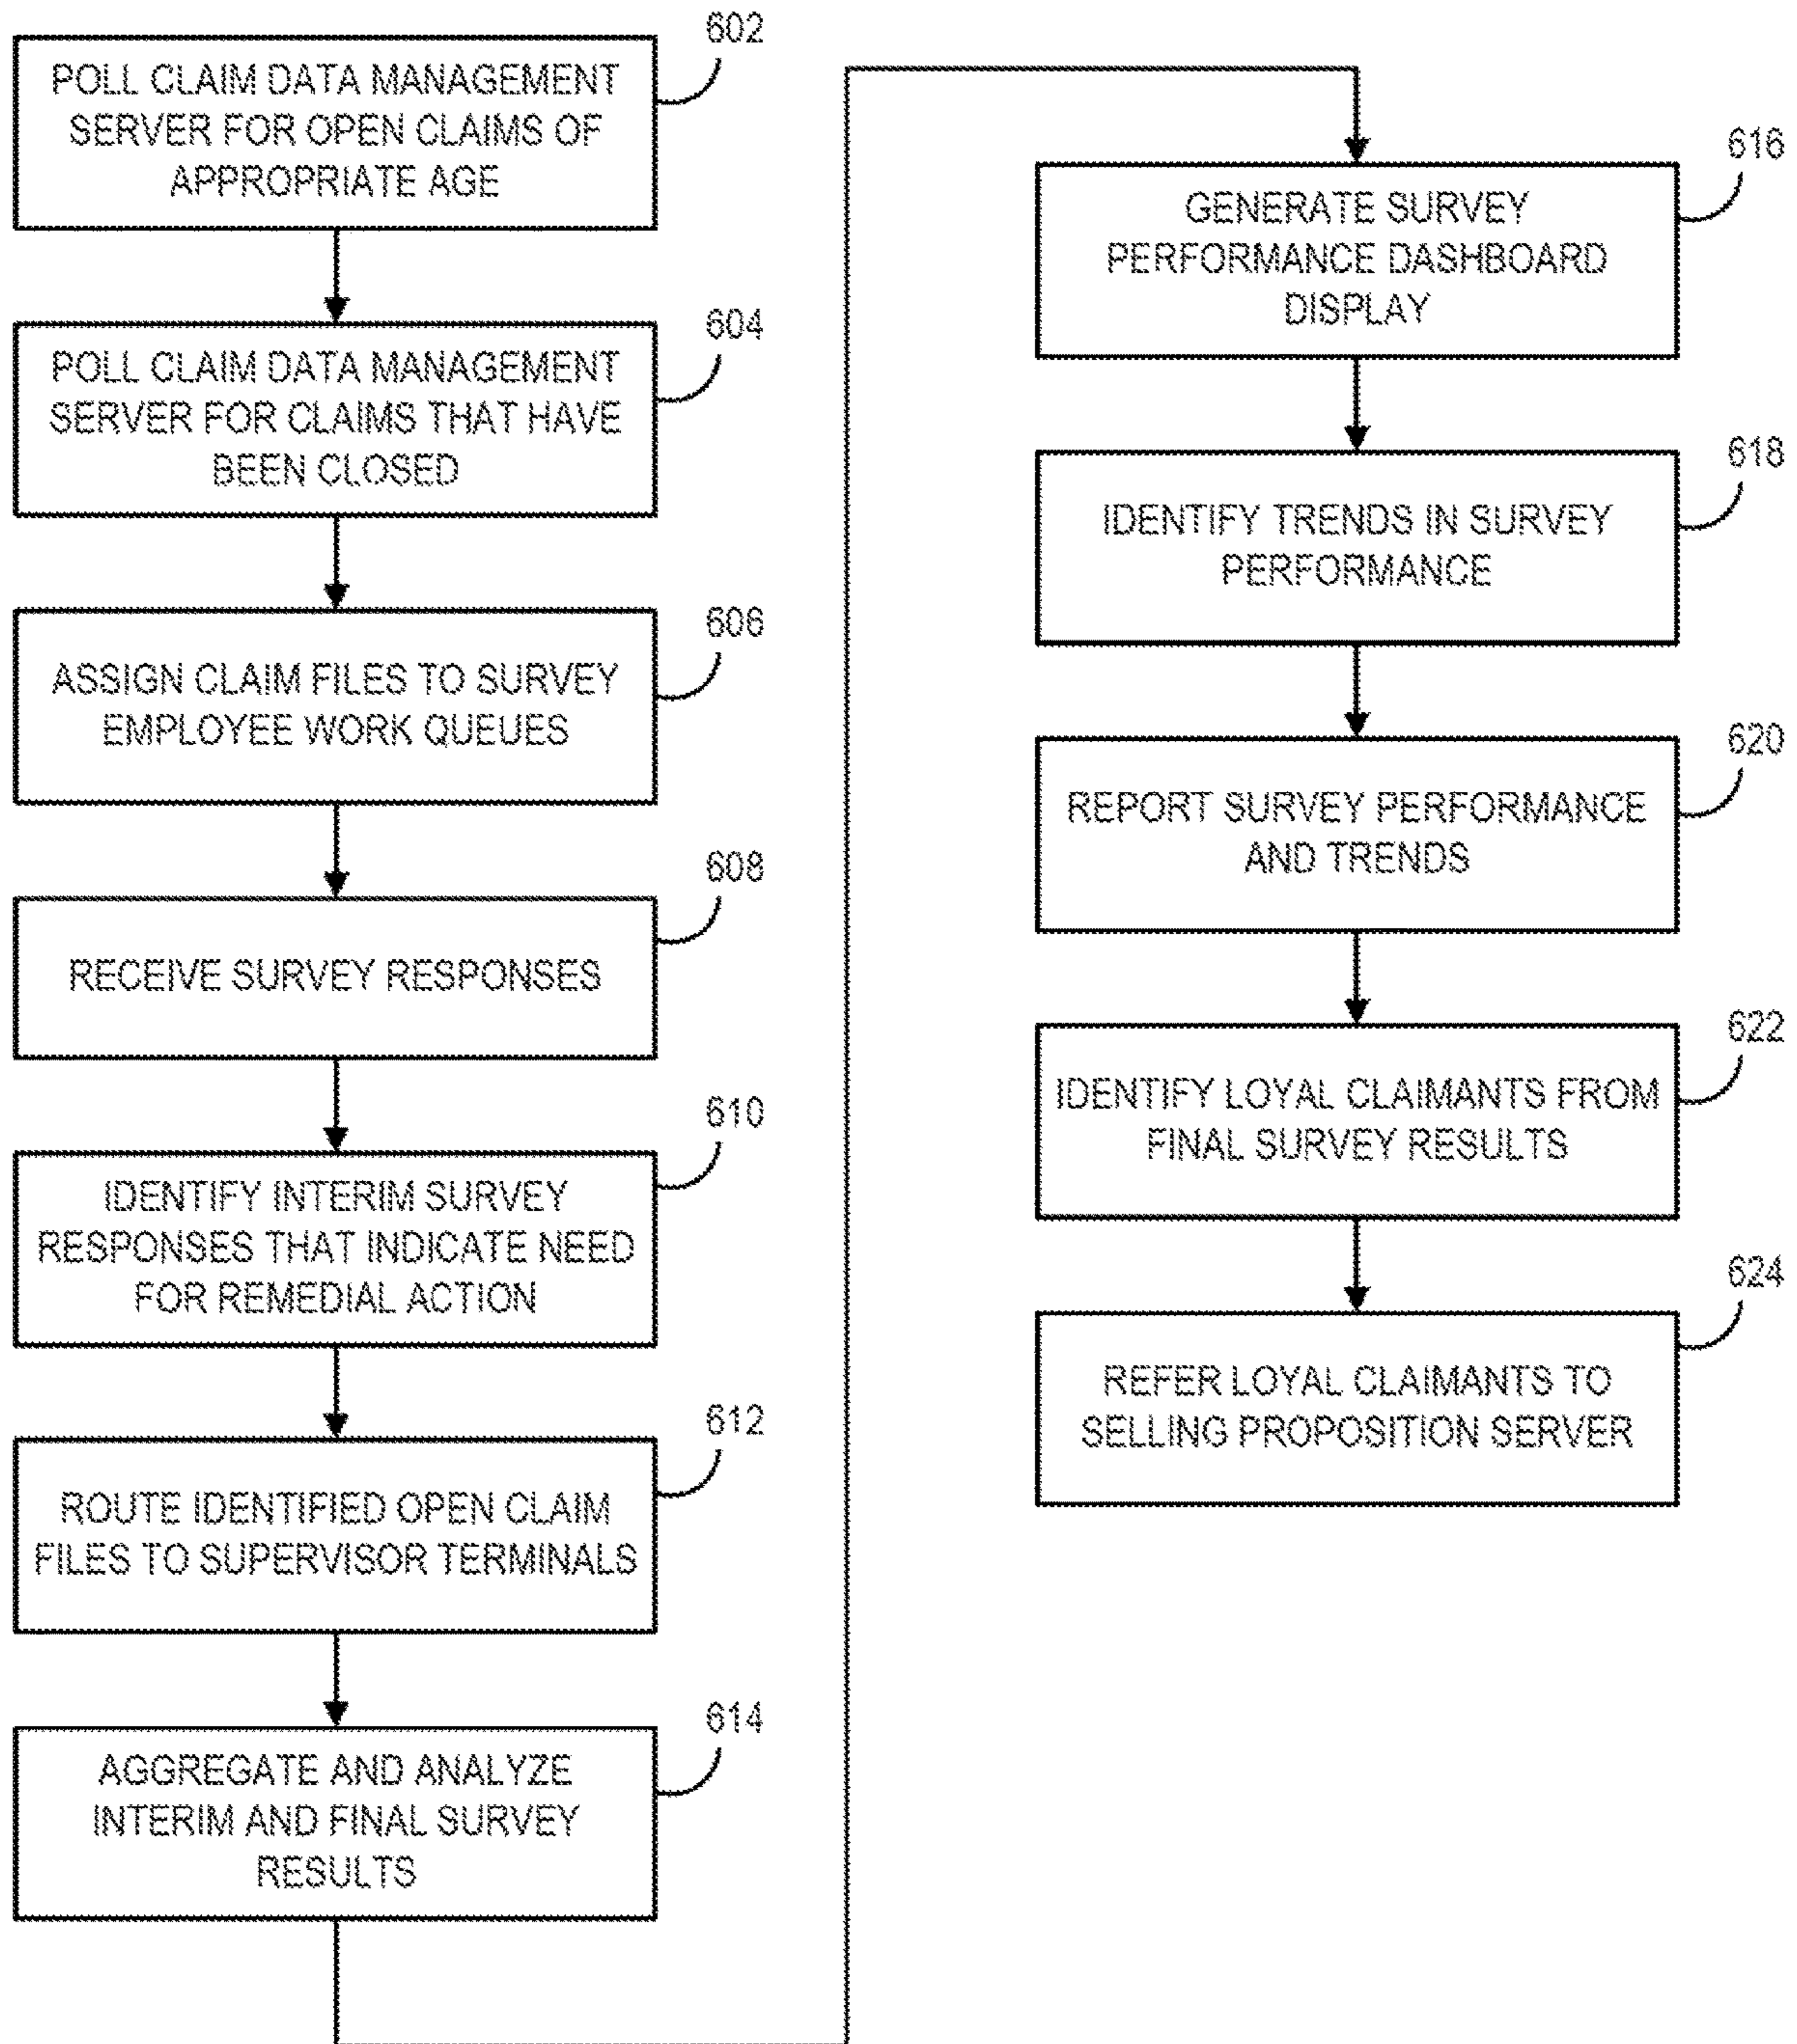 602
POLL CLAIM DATA MANAGEMENT
SERVER FOR OPEN CLAIMS OF
APPROPRIATE AGE
604
POLL CLAIM DATA MANAGEMENT
SERVER FOR CLAIMS THAT HAVE
BEEN CLOSED
606
ASSIGN CLAIM FILES TO SURVEY
EMPLOYEE WORK QUEUES
608
RECEIVE SURVEY RESPONSES
610
IDENTIFY INTERIM SURVEY
RESPONSES THAT INDICATE NEED
FOR REMEDIAL ACTION
612
ROUTE IDENTIFIED OPEN CLAIM
FILES TO SUPERVISOR TERMINALS
614
AGGREGATE AND ANALYZE
INTERIM AND FINAL SURVEY
RESULTS
616
GENERATE SURVEY
PERFORMANCE DASHBOARD
DISPLAY
618
IDENTIFY TRENDS IN SURVEY
PERFORMANCE
620
REPORT SURVEY PERFORMANCE
AND TRENDS
622
IDENTIFY LOYAL CLAIMANTS FROM
FINAL SURVEY RESULTS
624
REFER LOYAL CLAIMANTS TO
SELLING PROPOSITION SERVER